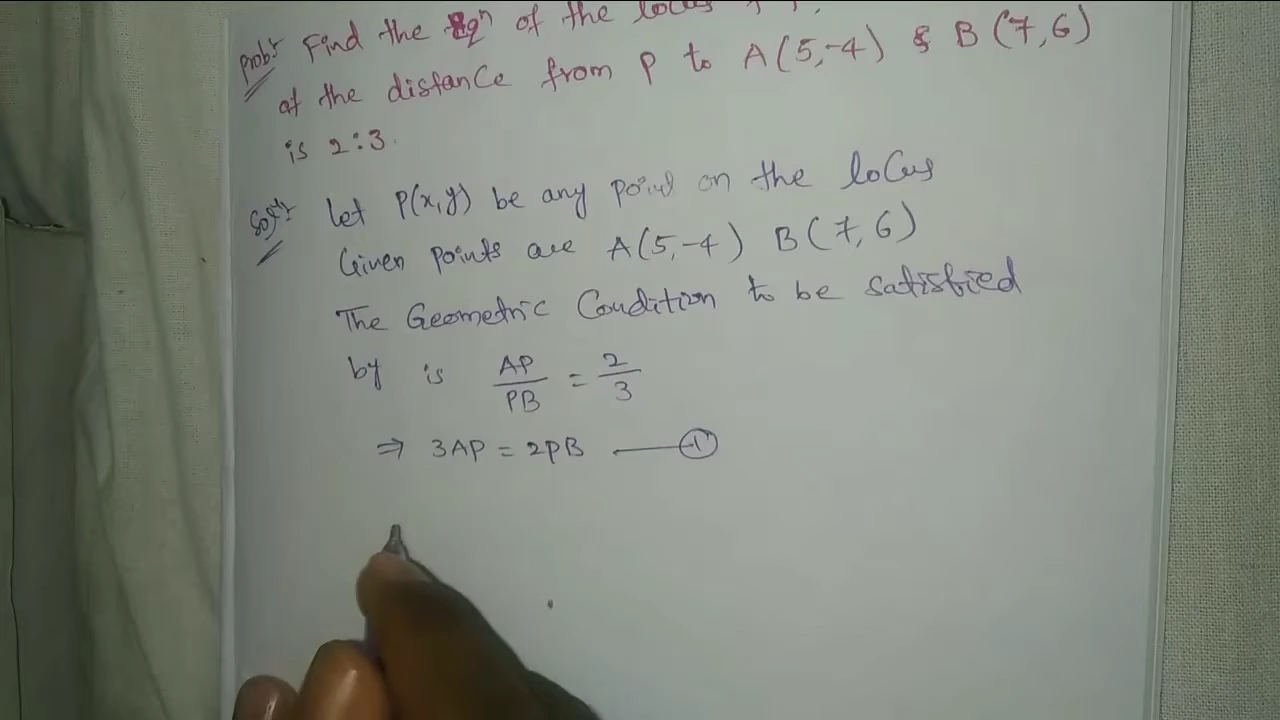 Prob:- Find the Eqn of the locus
of the distance from P to A(5,-4) & B(7,6)
is 2:3.
Sol:- Let P(x,y) be any point on the locus
Given points are A(5,-4) B(7,6)
The Geometric Condition to be satisfied
by is AP/PB = 2/3
⇒ 3AP = 2PB —— ①